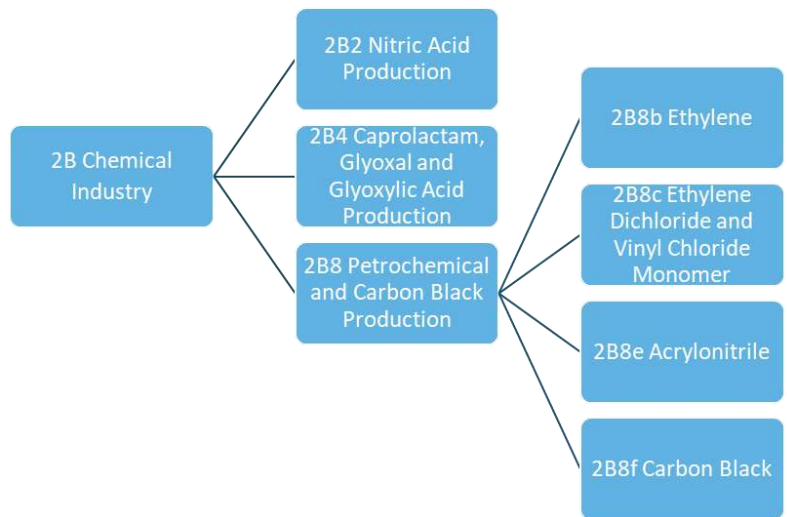 2B Chemical
Industry
2B2 Nitric Acid
Production
2B4 Caprolactam,
Glyoxal and
Glyoxylic Acid
Production
2B8 Petrochemical
and Carbon Black
Production
2B8b Ethylene
2B8c Ethylene
Dichloride and
Vinyl Chloride
Monomer
2B8e Acrylonitrile
2B8f Carbon Black